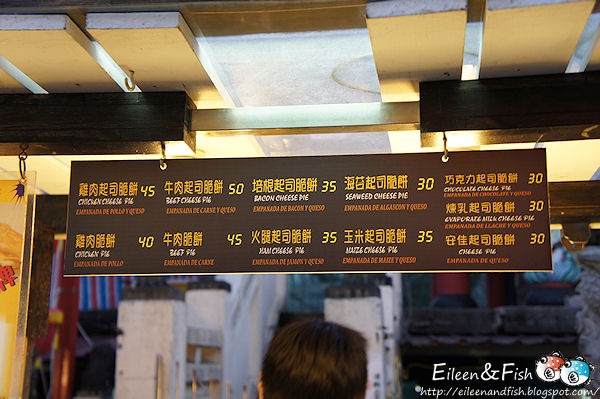 雞肉起司脆餅 45
CHICKEN CHEESE PIE
EMPANADA DE POLLO Y QUESO
牛肉起司脆餅 50
BEEF CHEESE PIE
EMPANADA DE CARNE Y QUESO
培根起司脆餅 35
BACON CHEESE PIE
EMPANADA DE BACON Y QUESO
海苔起司脆餅 30
SEAWEED CHEESE PIE
EMPANADA DE ALGASCON Y QUESO
巧克力起司脆餅 30
CHOCOLATE CHEESE PIE
EMPANADA DE CHOCOLATE Y QUESO
煉乳起司脆餅 30
EVAPORATE MILK CHEESE PIE
EMPANADA DE LLACHE Y QUESO
雞肉脆餅 40
CHICKEN PIE
EMPANADA DE POLLO
牛肉脆餅 45
BEEF PIE
EMPANADA DE CARNE
火腿起司脆餅 35
HAM CHEESE PIE
EMPANADA DE JAMON Y QUESO
玉米起司脆餅 35
MAIZE CHEESE PIE
EMPANADA DE MAIZ Y QUESO
安佳起司脆餅 30
CHEESE PIE
EMPANADA DE QUESO
Eileen&Fish
http://eileenandfish.blogspot.com/